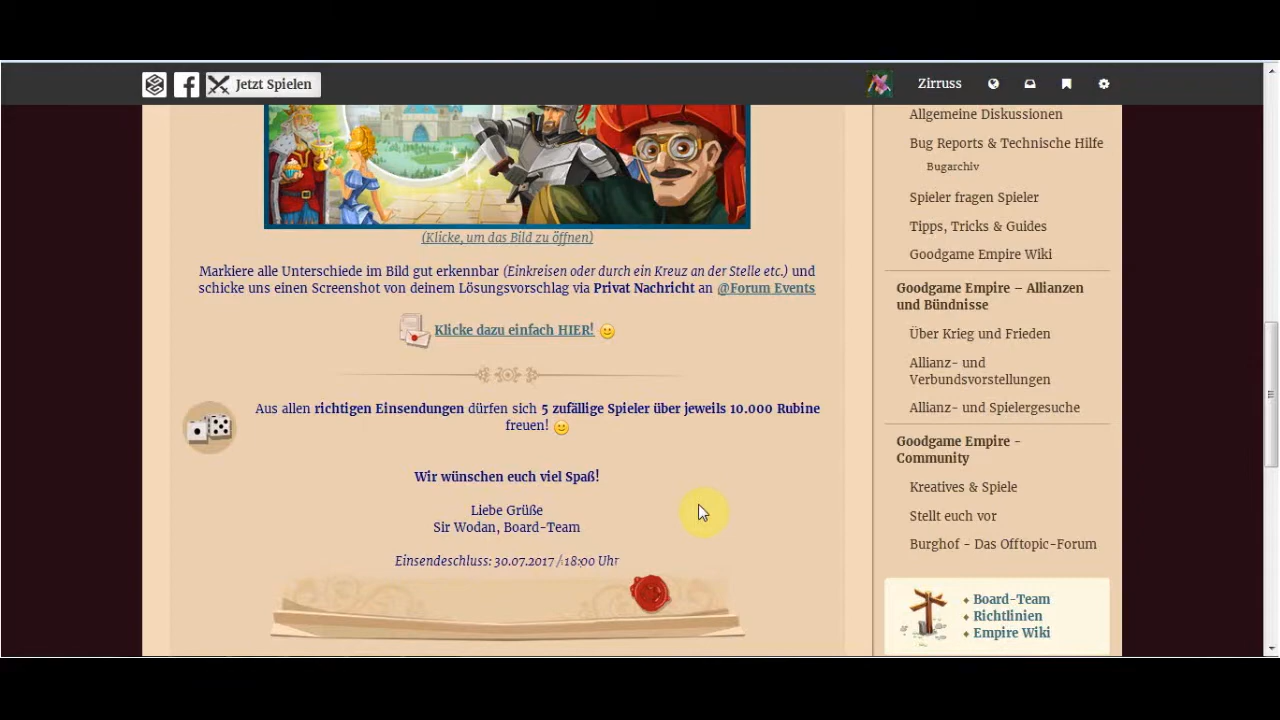 Jetzt Spielen
Zirruss
(Klicke, um das Bild zu öffnen)
Markiere alle Unterschiede im Bild gut erkennbar (Einkreisen oder durch ein Kreuz an der Stelle etc.) und
schicke uns einen Screenshot von deinem Lösungsvorschlag via Privat Nachricht an @Forum Events
Klicke dazu einfach HIER!
Aus allen richtigen Einsendungen dürfen sich 5 zufällige Spieler über jeweils 10.000 Rubine
freuen!
Wir wünschen euch viel Spaß!
Liebe Grüße
Sir Wodan, Board-Team
Einsendeschluss: 30.07.2017 / 18:00 Uhr
Allgemeine Diskussionen
Bug Reports & Technische Hilfe
Bugarchiv
Spieler fragen Spieler
Tipps, Tricks & Guides
Goodgame Empire Wiki
Goodgame Empire – Allianzen
und Bündnisse
Über Krieg und Frieden
Allianz- und
Verbundsvorstellungen
Allianz- und Spielergesuche
Goodgame Empire -
Community
Kreatives & Spiele
Stellt euch vor
Burghof - Das Offtopic-Forum
Board-Team
Richtlinien
Empire Wiki